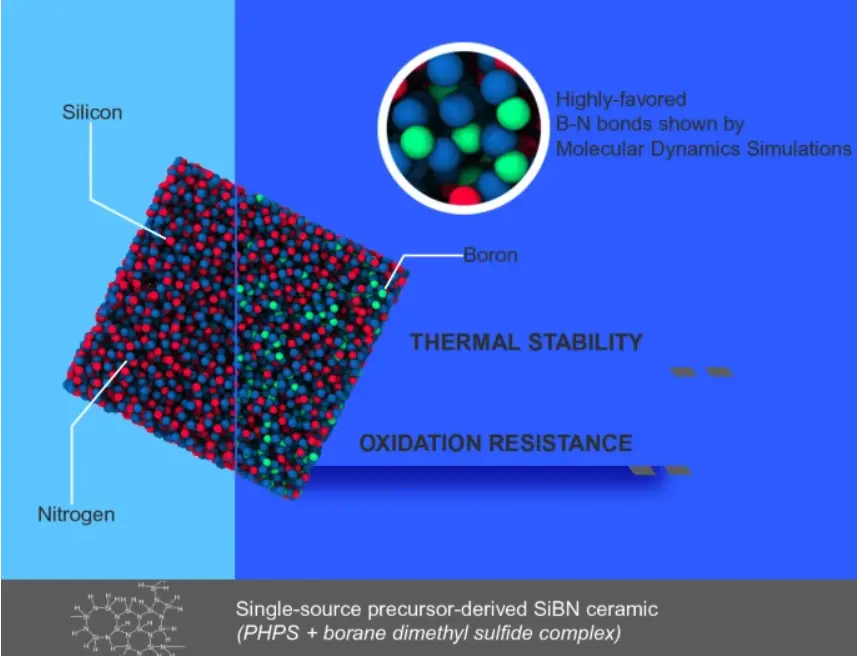 Silicon
Highly-favored
B-N bonds shown by
Molecular Dynamics Simulations
Boron
THERMAL STABILITY
OXIDATION RESISTANCE
Nitrogen
Single-source precursor-derived SiBN ceramic
(PHPS + borane dimethyl sulfide complex)